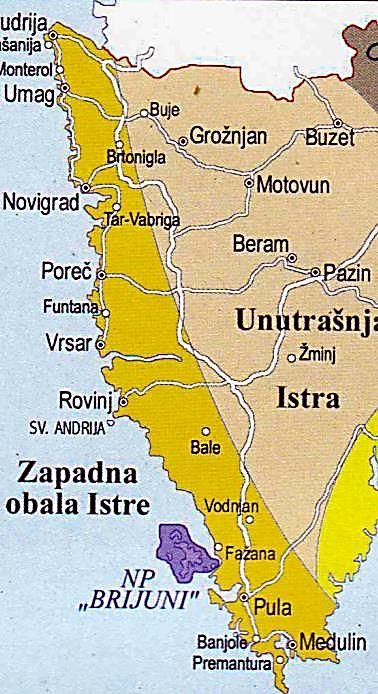 udrija
ašanija
Monterol
Umag
Buje
Grožnjan
Buzet
Brtonigla
Motovun
Novigrad
Tar-Vabriga
Beram
Poreč
Pazin
Funtana
Unutrašnja
Vrsar
Žminj
Istra
Rovinj
SV. ANDRIJA
Bale
Zapadna
obala Istre
Vodnjan
Fažana
NP
„BRIJUNI"
Pula
Banjole
Medulin
Premantura